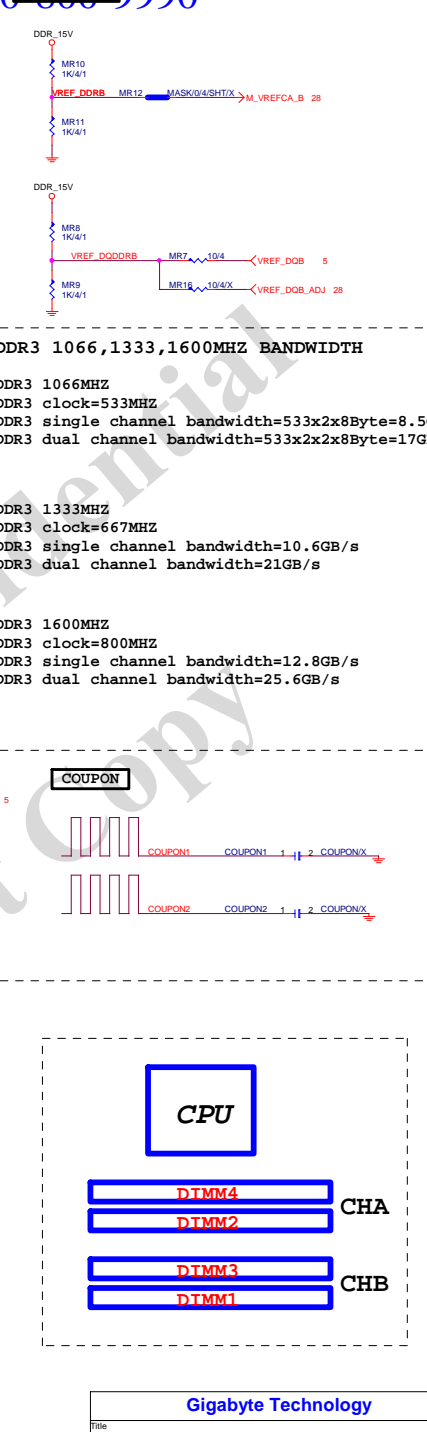 DDR_15V
MR10
1K/4/1
VREF_DDRB MR12 MASK/0/4/SHT/X M_VREFCA_B 28
MR11
1K/4/1
DDR_15V
MR8
1K/4/1
VREF_DQDDRB MR7 10/4 VREF_DQB 5
MR9
1K/4/1
MR16 10/4/X VREF_DQB_ADJ 28
DDR3 1066,1333,1600MHZ BANDWIDTH
DDR3 1066MHZ
DDR3 clock=533MHZ
DDR3 single channel bandwidth=533x2x8Byte=8.5
DDR3 dual channel bandwidth=533x2x2x8Byte=17G
DDR3 1333MHZ
DDR3 clock=667MHZ
DDR3 single channel bandwidth=10.6GB/s
DDR3 dual channel bandwidth=21GB/s
DDR3 1600MHZ
DDR3 clock=800MHZ
DDR3 single channel bandwidth=12.8GB/s
DDR3 dual channel bandwidth=25.6GB/s
COUPON
5
COUPON1 COUPON1 1 2 COUPON/X
COUPON2 COUPON2 1 2 COUPON/X
Copy
CPU
DIMM4
CHA
DIMM2
DIMM3
CHB
DIMM1
Gigabyte Technology
Title